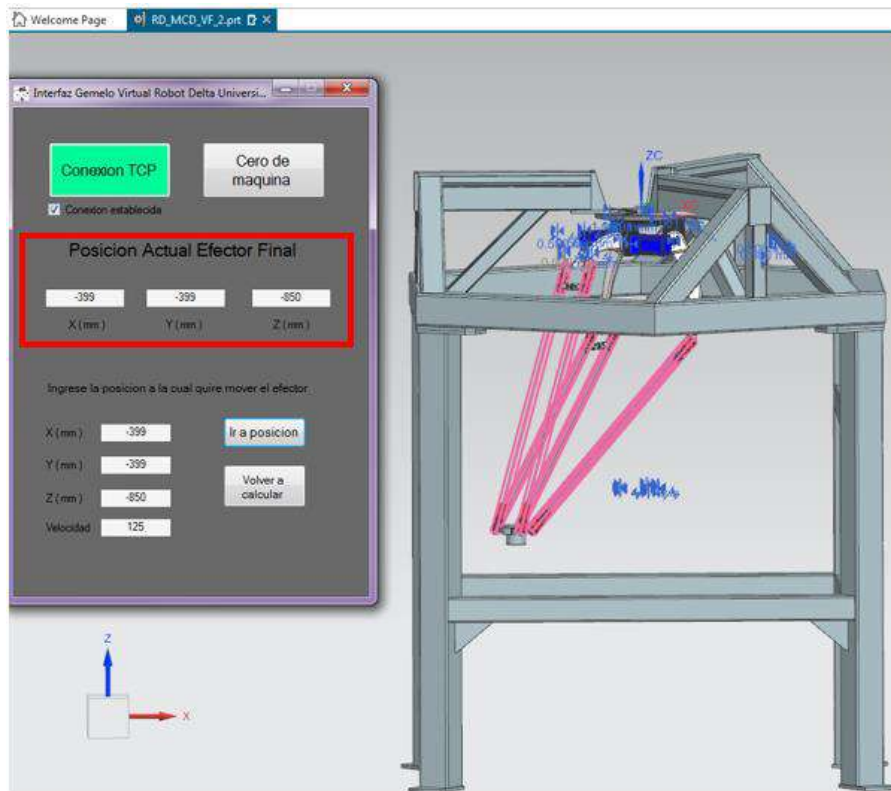 Welcome Page
RD_MCD_VF_2.prt
Interfaz Gemelo Virtual Robot Delta Universi...
Conexion TCP
Cero de
maquina
Conexion establecida
Posicion Actual Efector Final
-399
-399
-850
X (mm)
Y (mm)
Z (mm)
Ingrese la posicion a la cual quire mover el efector
X (mm)
-399
Ir a posicion
Y (mm)
-399
Z (mm)
-850
Volver a
calcular
Velocidad
125
ZC
Z
X